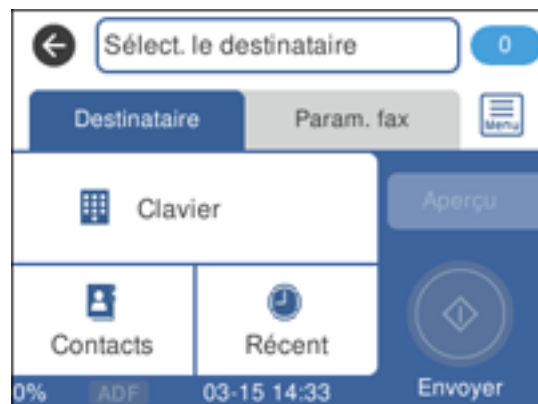 Sélect. le destinataire 0
Destinataire Param. fax Menu
Clavier Aperçu
Contacts Récent
0% ADF 03-15 14:33 Envoyer